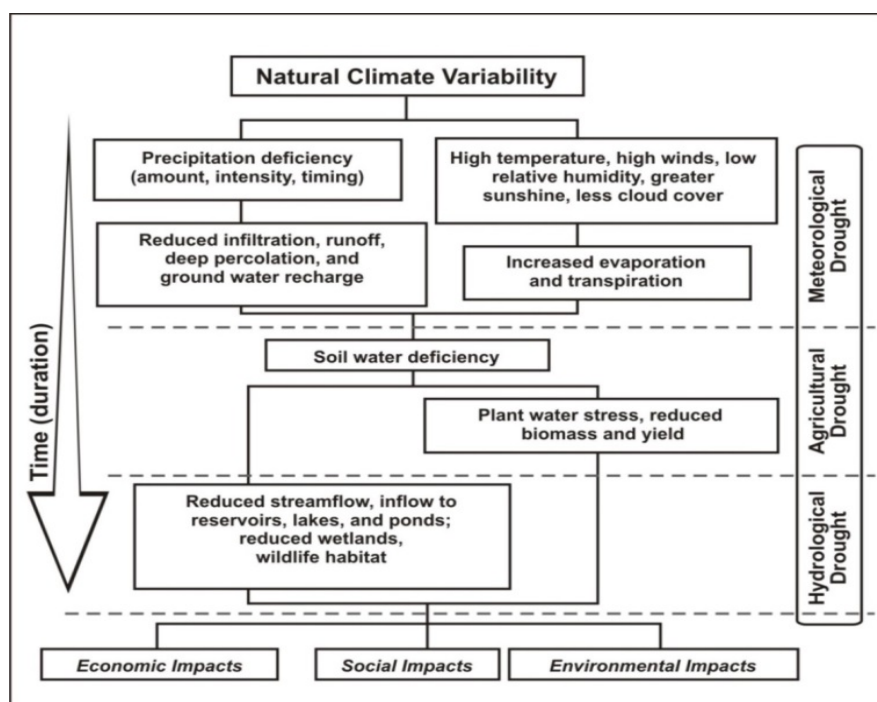 Natural Climate Variability
Precipitation deficiency
(amount, intensity, timing)
High temperature, high winds, low
relative humidity, greater
sunshine, less cloud cover
Reduced infiltration, runoff,
deep percolation, and
ground water recharge
Increased evaporation
and transpiration
Meteorological
Drought
Time (duration)
Soil water deficiency
Plant water stress, reduced
biomass and yield
Agricultural
Drought
Reduced streamflow, inflow to
reservoirs, lakes, and ponds;
reduced wetlands,
wildlife habitat
Hydrological
Drought
Economic Impacts
Social Impacts
Environmental Impacts